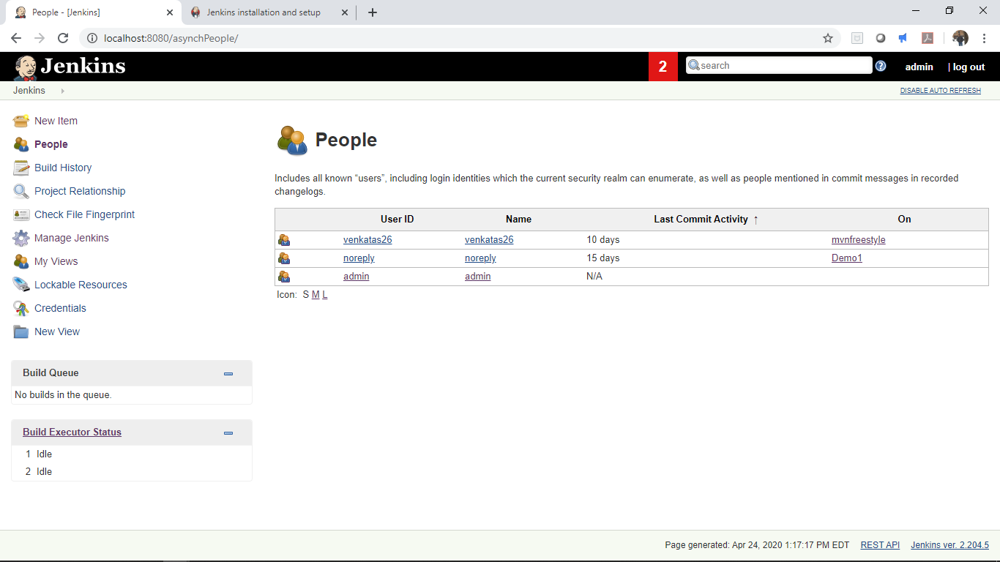 People - [Jenkins]
Jenkins installation and setup
localhost:8080/asynchPeople/
Jenkins
2
search
admin
| log out
Jenkins
DISABLE AUTO REFRESH
New Item
People
Build History
Project Relationship
Check File Fingerprint
Manage Jenkins
My Views
Lockable Resources
Credentials
New View
Build Queue
No builds in the queue.
Build Executor Status
1 Idle
2 Idle
People
Includes all known “users”, including login identities which the current security realm can enumerate, as well as people mentioned in commit messages in recorded
changelogs.
User ID Name Last Commit Activity ↑ On
venkatas26 venkatas26 10 days mvnfreestyle
noreply noreply 15 days Demo1
admin admin N/A
Icon: S M L
Page generated: Apr 24, 2020 1:17:17 PM EDT REST API Jenkins ver. 2.204.5